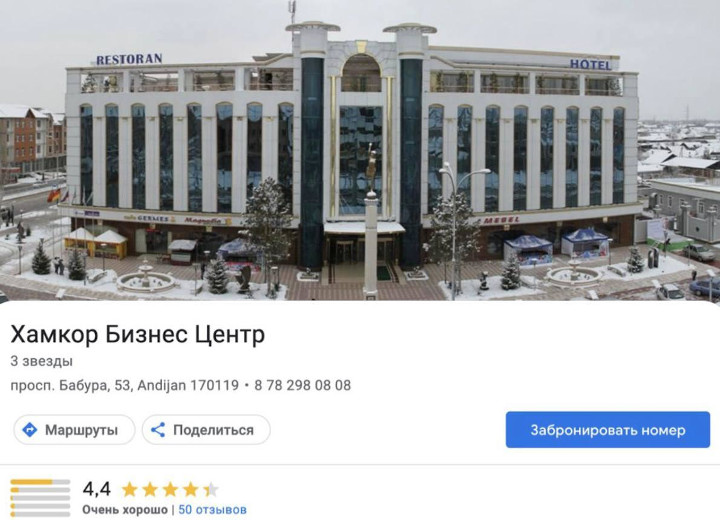 RESTORAN
HOTEL
GERMES
MEBEL
Хамкор Бизнес Центр
3 звезды
просп. Бабура, 53, Andijan 170119 • 8 78 298 08 08
Маршруты
Поделиться
Забронировать номер
4,4
Очень хорошо | 50 отзывов